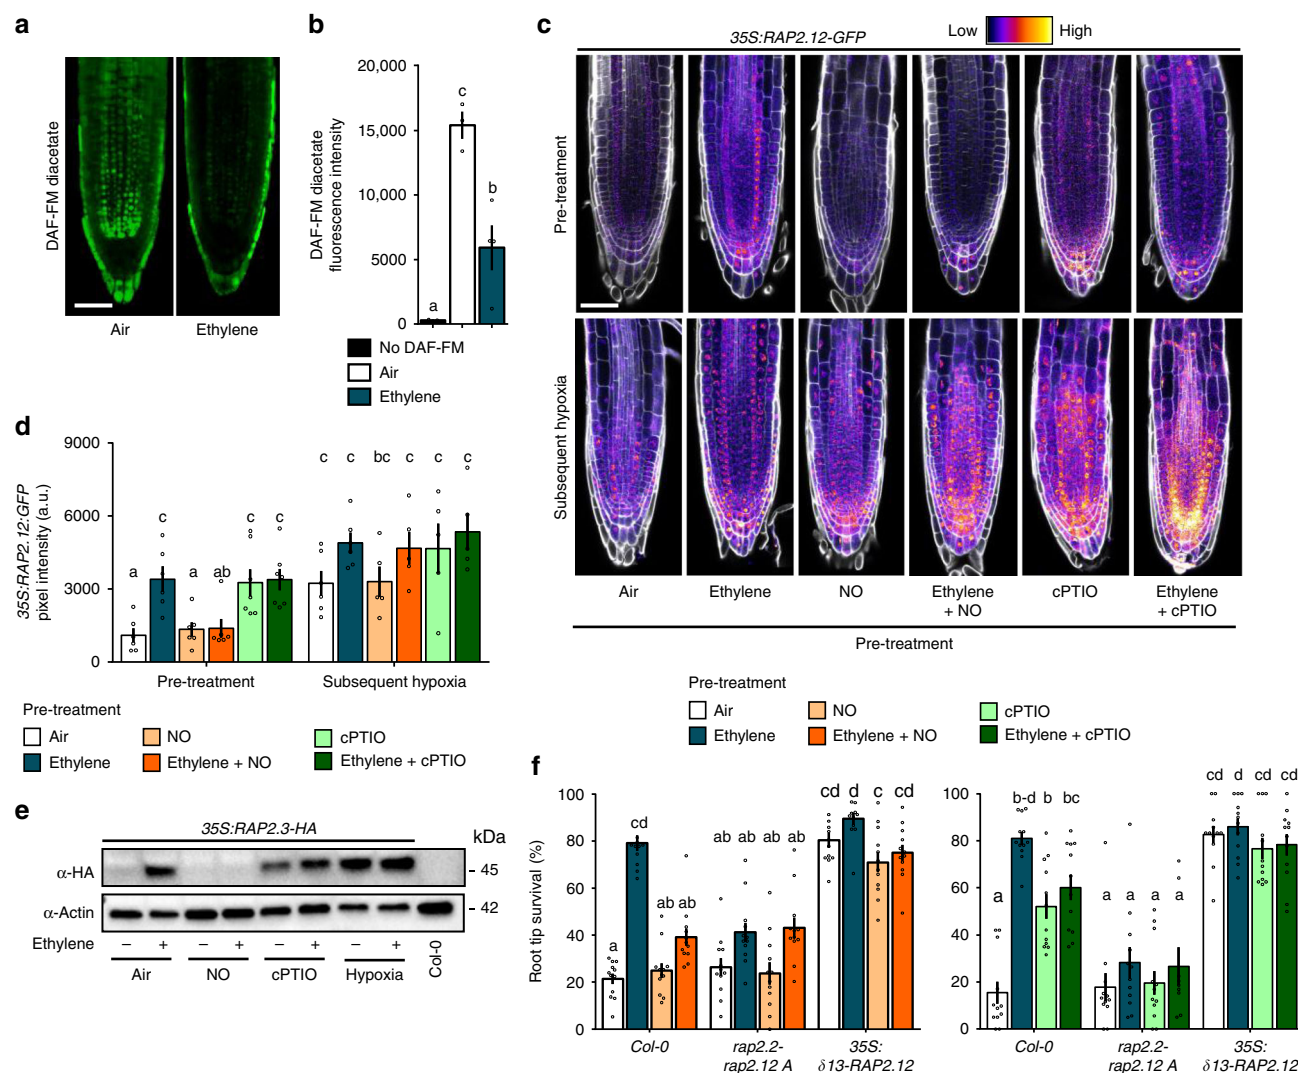 a
DAF-FM diacetate
Air
Ethylene
b
DAF-FM diacetate
fluorescence intensity
20,000
15,000
10,000
5000
0
a
c
b
No DAF-FM
Air
Ethylene
c
35S:RAP2.12-GFP
Low
High
Pre-treatment
Subsequent hypoxia
Air
Ethylene
NO
Ethylene
+ NO
cPTIO
Ethylene
+ cPTIO
Pre-treatment
d
35S:RAP2.12:GFP
pixel intensity (a.u.)
9000
6000
3000
0
a c a ab c c
c c bc c c c
Pre-treatment
Subsequent hypoxia
Pre-treatment
Air
Ethylene
NO
Ethylene + NO
cPTIO
Ethylene + cPTIO
e
35S:RAP2.3-HA
kDa
α-HA
- 45
α-Actin
- 42
Ethylene − + − + − + − +
Air
NO
cPTIO
Hypoxia
Col-0
Pre-treatment
Air
Ethylene
NO
Ethylene + NO
cPTIO
Ethylene + cPTIO
f
Root tip survival (%)
100
80
60
40
20
0
a cd ab ab
ab ab ab ab
cd d c cd
Col-0
rap2.2-
rap2.12 A
35S:
δ13-RAP2.12
100
80
60
40
20
0
a b-d b bc
a a a a
cd d cd cd
Col-0
rap2.2-
rap2.12 A
35S:
δ13-RAP2.12